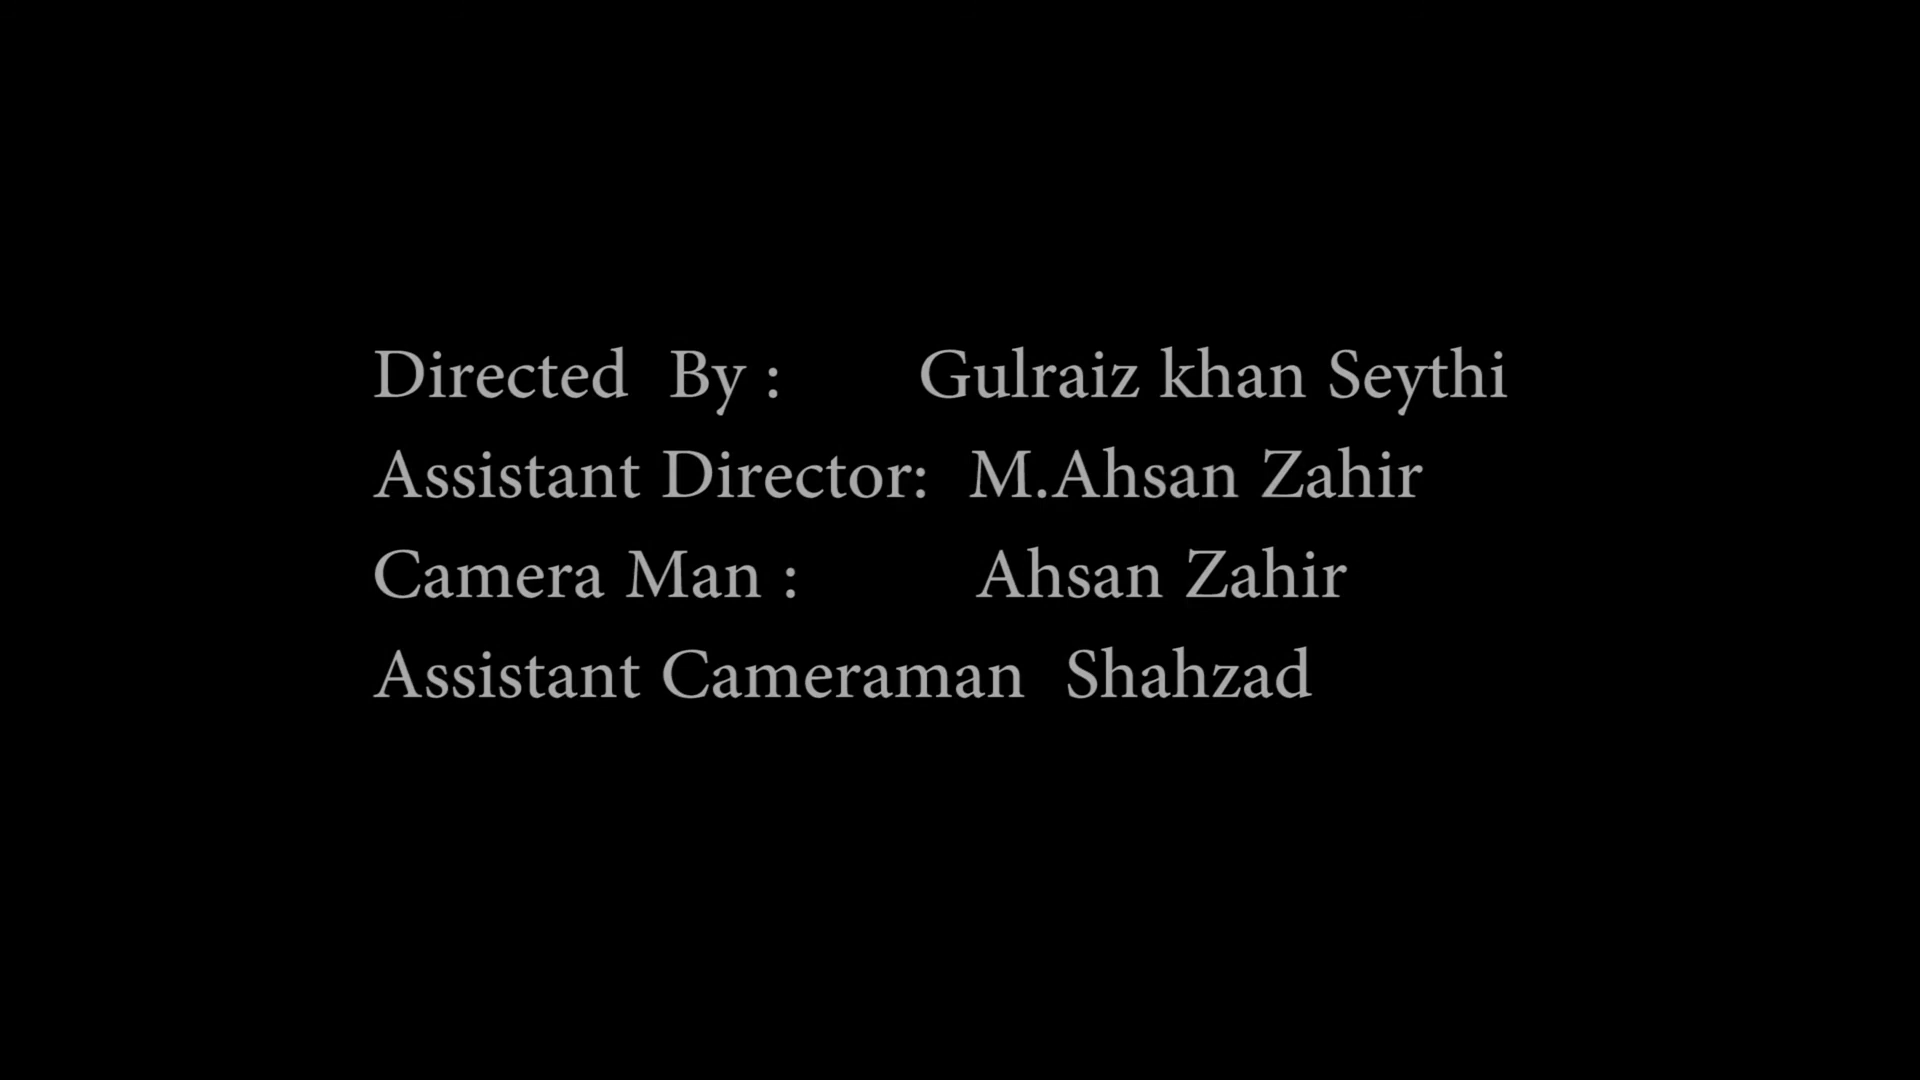 Directed By : Gulraiz khan Seythi
Assistant Director: M.Ahsan Zahir
Camera Man : Ahsan Zahir
Assistant Cameraman Shahzad